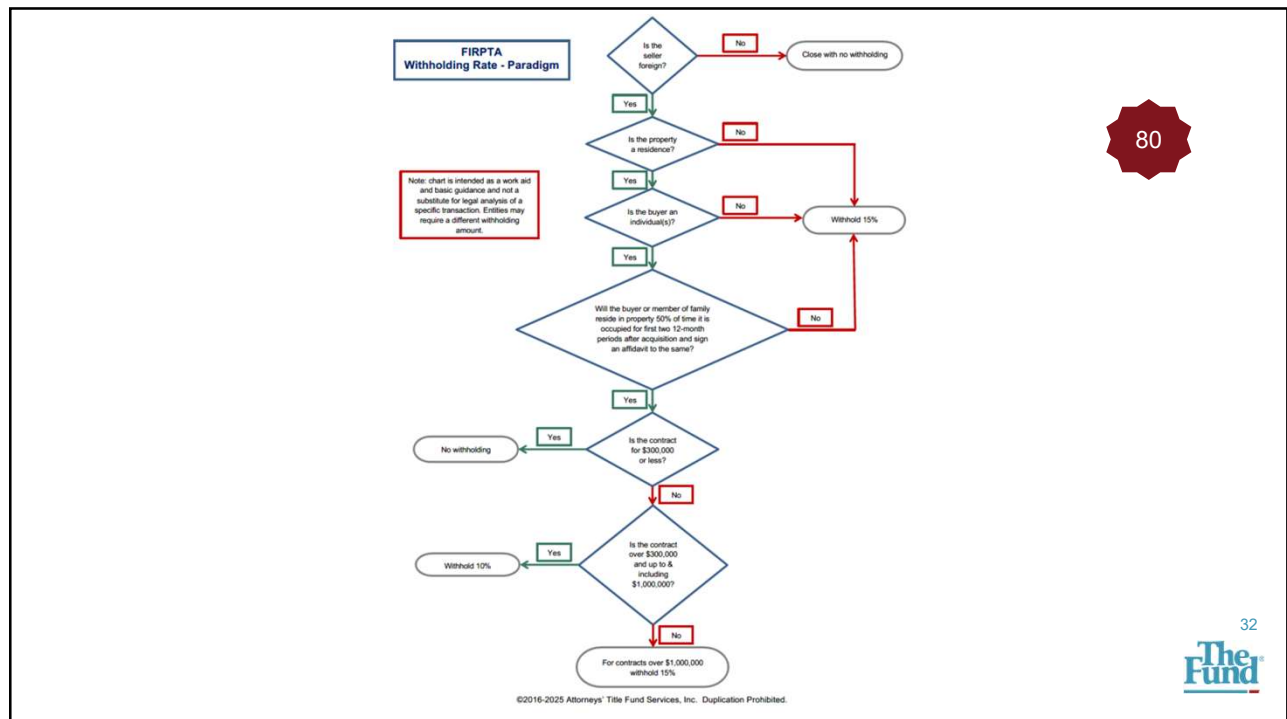 FIRPTA
Withholding Rate - Paradigm
Is the
seller
foreign?
No
Close with no withholding
Yes
Is the property
a residence?
No
80
Note: chart is intended as a work aid
and basic guidance and not a
substitute for legal analysis of a
specific transaction. Entities may
require a different withholding
amount.
Yes
Is the buyer an
individual(s)?
No
Withhold 15%
Yes
Will the buyer or member of family
reside in property 50% of time it is
occupied for first two 12-month
periods after acquisition and sign
an affidavit to the same?
No
Yes
Is the contract
for $300,000
or less?
Yes
No withholding
No
Is the contract
over $300,000
and up to &
including
$1,000,000?
Yes
Withhold 10%
No
For contracts over $1,000,000
withhold 15%
©2016-2025 Attorneys' Title Fund Services, Inc. Duplication Prohibited.
32
The
Fund®